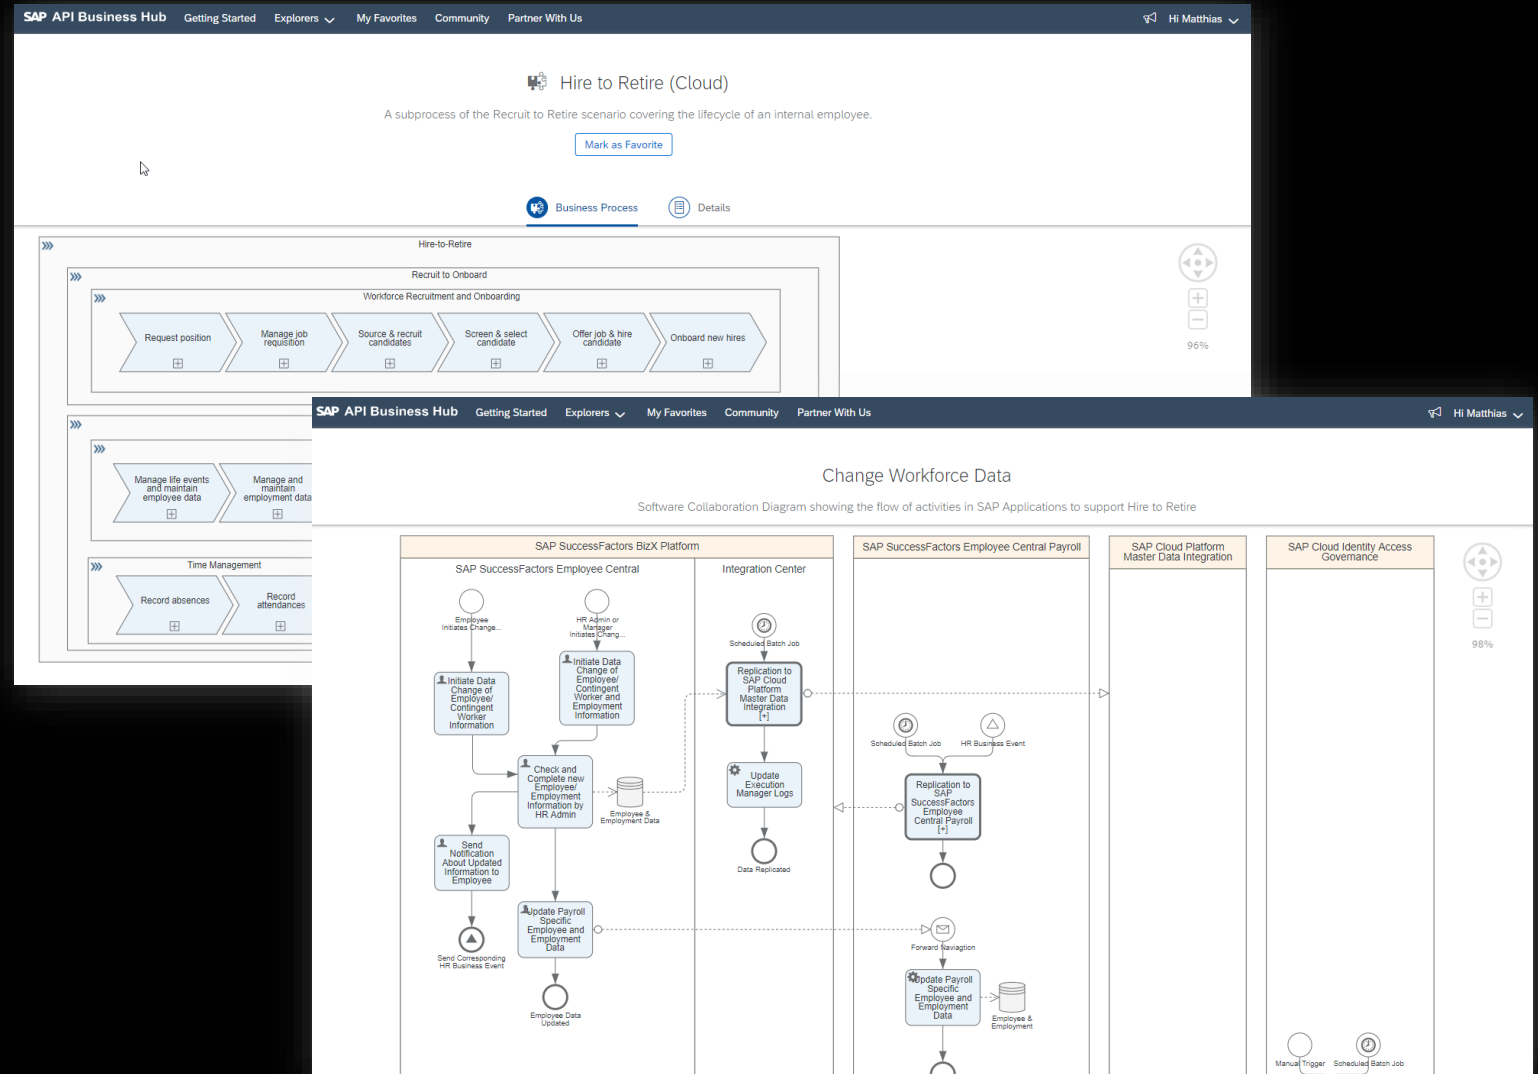 SAP API Business Hub Getting Started Explorers My Favorites Community Partner With Us Hi Matthias
Hire to Retire (Cloud)
A subprocess of the Recruit to Retire scenario covering the lifecycle of an internal employee.
Mark as Favorite
Business Process Details
Hire-to-Retire
Recruit to Onboard
Workforce Recruitment and Onboarding
Request position
Manage job
requisition
Source & recruit
candidates
Screen & select
candidate
Offer job & hire
candidate
Onboard new hires
96%
Manage life events
and maintain
employee data
Manage and
maintain
employment data
Time Management
Record absences
Record
attendances
SAP API Business Hub Getting Started Explorers My Favorites Community Partner With Us Hi Matthias
Change Workforce Data
Software Collaboration Diagram showing the flow of activities in SAP Applications to support Hire to Retire
SAP SuccessFactors BizX Platform
SAP SuccessFactors Employee Central
Integration Center
SAP SuccessFactors Employee Central Payroll
SAP Cloud Platform
Master Data Integration
SAP Cloud Identity Access
Governance
98%
Employee
Initiates Change...
HR Admin or
Manager
Initiates Chang...
Initiate Data
Change of
Employee/
Contingent
Worker
Information
Initiate Data
Change of
Employee/
Contingent
Worker and
Employment
Information
Check and
Complete new
Employee/
Employment
Information by
HR Admin
Employee &
Employment Data
Send
Notification
About Updated
Information to
Employee
Send Corresponding
HR Business Event
Update Payroll
Specific
Employee and
Employment
Data
Employee Data
Updated
Scheduled Batch Job
Replication to
SAP Cloud
Platform
Master Data
Integration
[+]
Update
Execution
Manager Logs
Data Replicated
Scheduled Batch Job
HR Business Event
Replication to
SAP
SuccessFactors
Employee
Central Payroll
[+]
Forward Naviagtion
Update Payroll
Specific
Employee and
Employment
Data
Employee &
Employment
Manual Trigger
Scheduled Batch Job